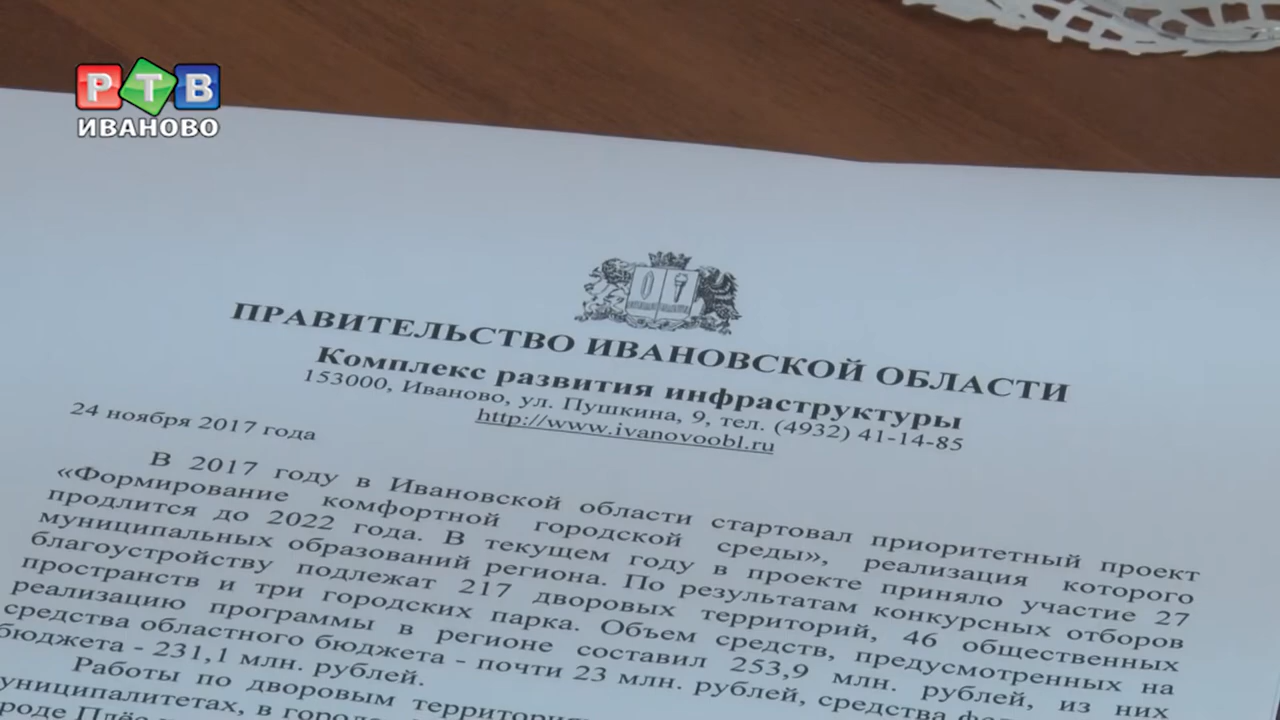 РТВ
ИВАНОВО
ПРАВИТЕЛЬСТВО ИВАНОВСКОЙ ОБЛАСТИ
Комплекс развития инфраструктуры
153000, Иваново, ул. Пушкина, 9, тел. (4932) 41-14-85
http://www.ivanovoobl.ru
24 ноября 2017 года
В 2017 году в Ивановской области стартовал приоритетный проект
«Формирование комфортной городской среды», реализация которого
продлится до 2022 года. В текущем году в проекте приняло участие 27
муниципальных образований региона. По результатам конкурсных отборов
благоустройству подлежат 217 дворовых территорий, 46 общественных
пространств и три городских парка. Объем средств, предусмотренных на
реализацию программы в регионе составил 253,9 млн. рублей, из них
средства областного бюджета - почти 23 млн. рублей, средства
бюджета - 231,1 млн. рублей.
Работы по дворовым